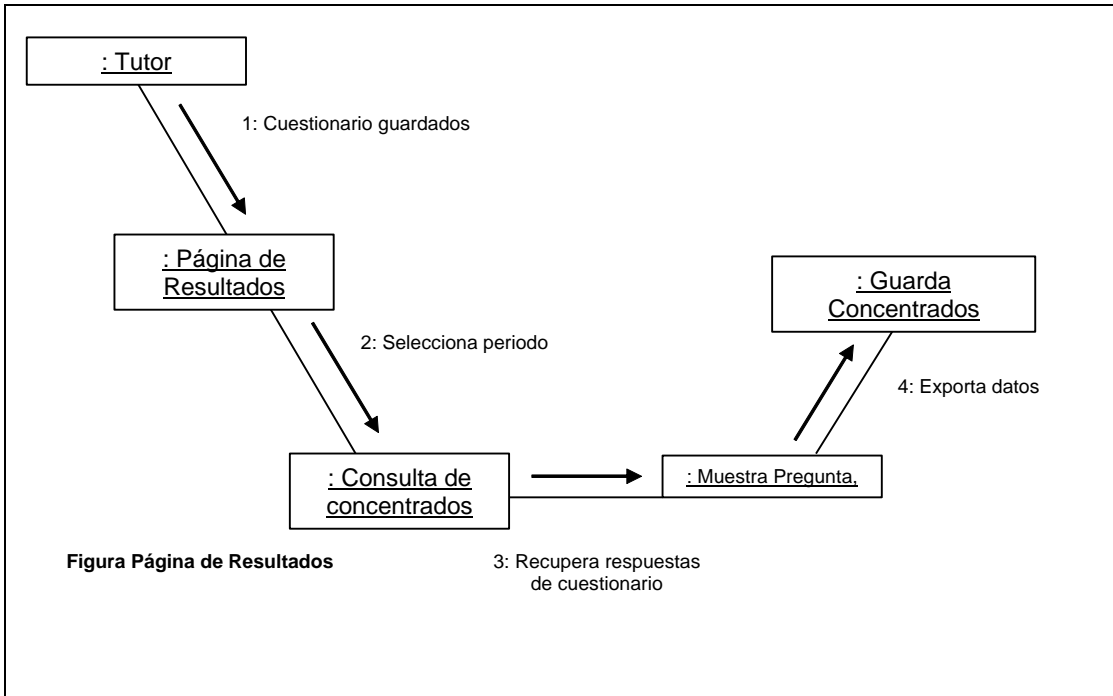 : Tutor
1: Cuestionario guardados
: Página de
Resultados
: Guarda
Concentrados
2: Selecciona periodo
4: Exporta datos
: Consulta de
concentrados
: Muestra Pregunta,
Figura Página de Resultados
3: Recupera respuestas
de cuestionario